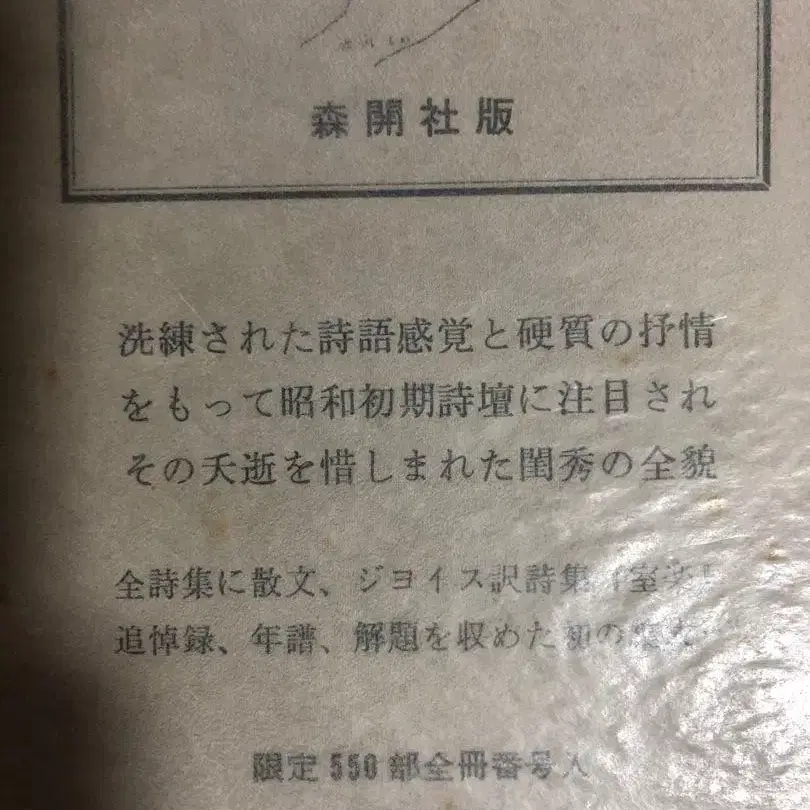 森開社版
洗練された詩語感覚と硬質の抒情
をもって昭和初期詩壇に注目され
その夭逝を惜しまれた閨秀の全貌
全詩集に散文、ジョイス訳詩集「室楽」
追悼録、年譜、解題を収めた初の
限定550部全冊番号入